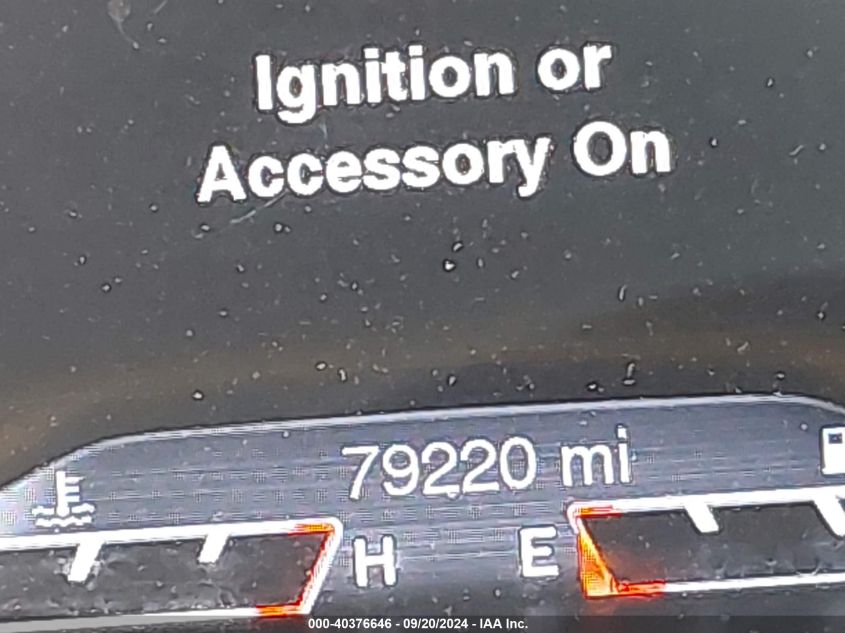 Ignition or
Accessory On
79220 mi
H E
000-40376646 - 09/20/2024 - IAA Inc.